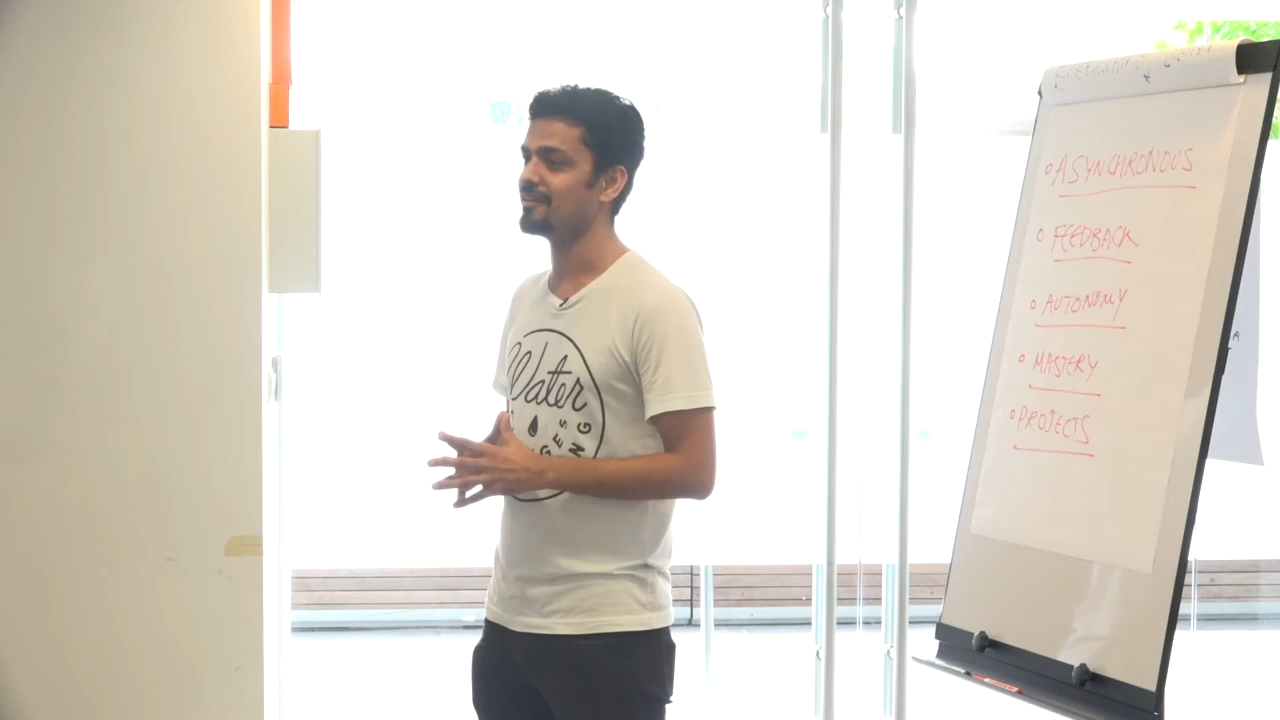 Water
ASYNCHRONOUS
FEEDBACK
AUTONOMY
MASTERY
PROJECTS